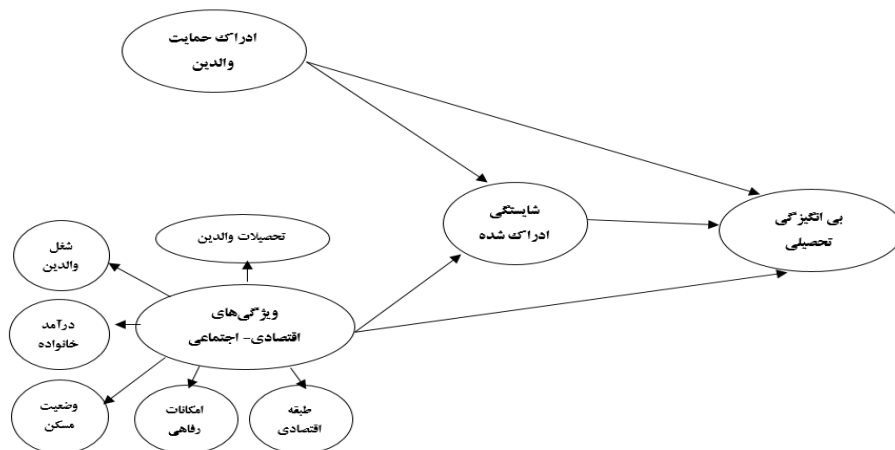 ادراک حمایت
والدین
شایستگی
ادراک شده
بی انگیزگی
تحصیلی
تحصیلات والدین
شغل
والدین
ویژگی‌های
اقتصادی- اجتماعی
درآمد
خانواده
وضعیت
مسکن
امکانات
رفاهی
طبقه
اقتصادی